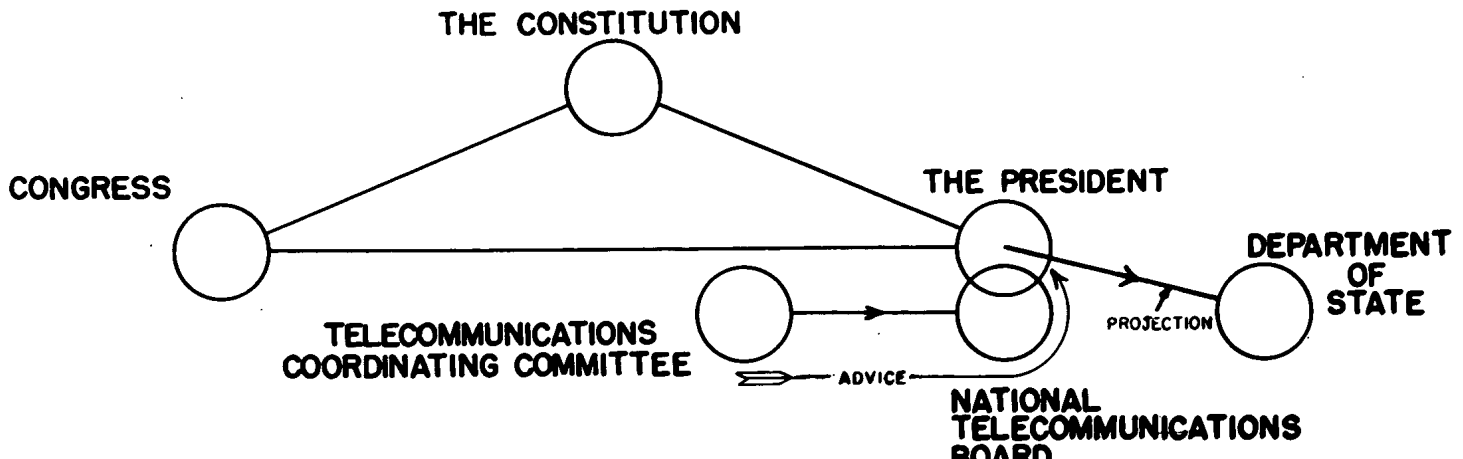 THE CONSTITUTION
CONGRESS
THE PRESIDENT
DEPARTMENT
OF
STATE
PROJECTION
TELECOMMUNICATIONS
COORDINATING COMMITTEE
ADVICE
NATIONAL
TELECOMMUNICATIONS
BOARD